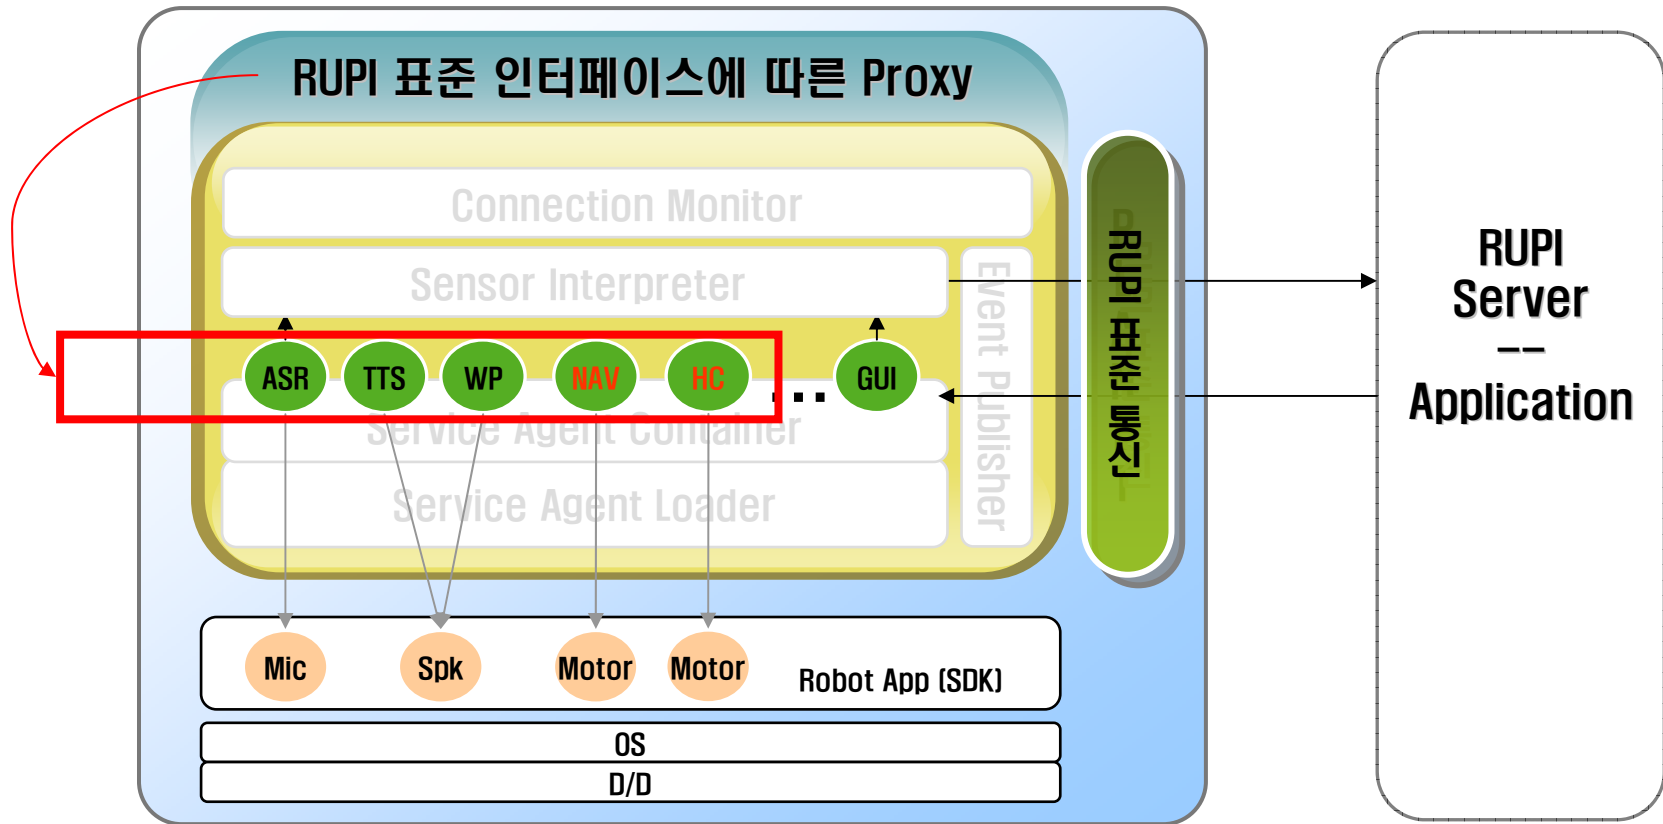 RUPI 표준 인터페이스에 따른 Proxy
Connection Monitor
Sensor Interpreter
Event Publisher
ASR
TTS
WP
NAV
HC
...
GUI
Service Agent Container
Service Agent Loader
RUPI 표준 통신
RUPI
Server
--
Application
Mic
Spk
Motor
Motor
Robot App (SDK)
OS
D/D